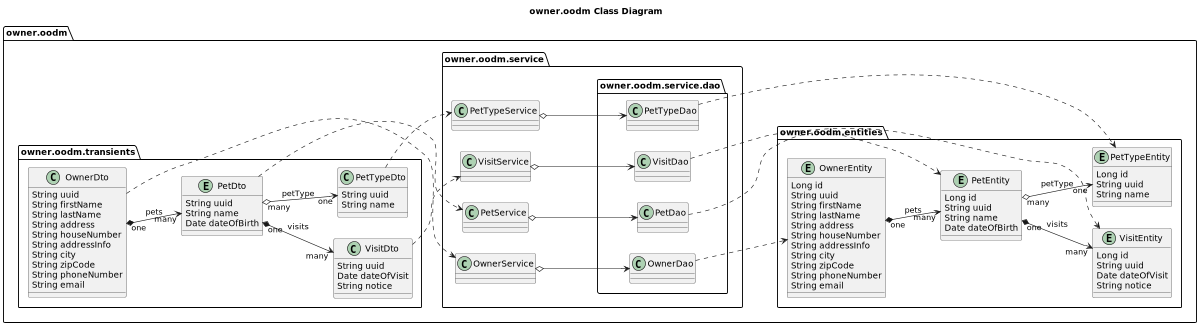 owner.oodm Class Diagram
owner.oodm
owner.oodm.transients
C OwnerDto
String uuid
String firstName
String lastName
String address
String houseNumber
String addressInfo
String city
String zipCode
String phoneNumber
String email
pets
one
many
E PetDto
String uuid
String name
Date dateOfBirth
petType
many
one
visits
one
many
C PetTypeDto
String uuid
String name
E VisitDto
String uuid
Date dateOfVisit
String notice
owner.oodm.service
C PetTypeService
C VisitService
C PetService
C OwnerService
owner.oodm.service.dao
C PetTypeDao
C VisitDao
C PetDao
C OwnerDao
owner.oodm.entities
E OwnerEntity
Long id
String uuid
String firstName
String lastName
String address
String houseNumber
String addressInfo
String city
String zipCode
String phoneNumber
String email
pets
one
many
E PetEntity
Long id
String uuid
String name
Date dateOfBirth
petType
many
one
visits
one
many
E PetTypeEntity
Long id
String uuid
String name
E VisitEntity
Long id
String uuid
Date dateOfVisit
String notice